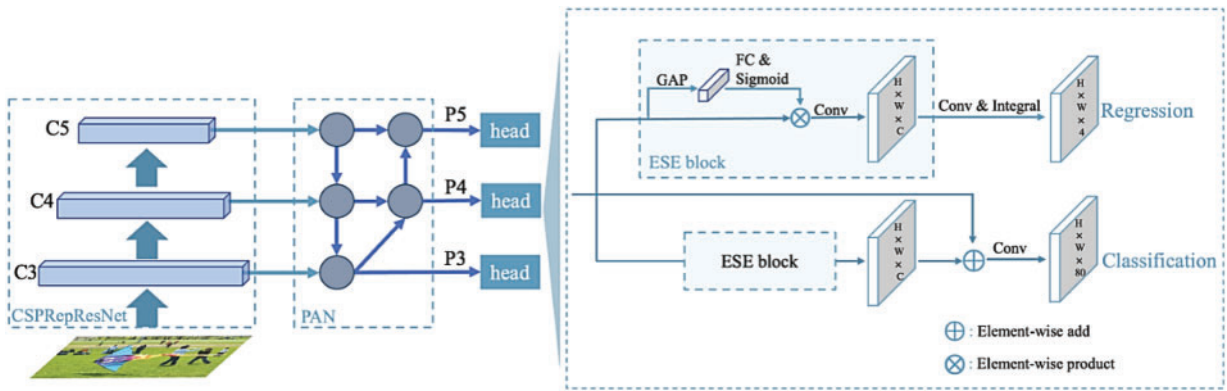 C5
C4
C3
CSPRepResNet
PAN
P5
P4
P3
head
head
head
GAP
FC &
Sigmoid
Conv
H × W × C
ESE block
Conv & Integral
H × W × 4
Regression
ESE block
H × W × C
Conv
H × W × 80
Classification
⊕ : Element-wise add
⊗ : Element-wise product